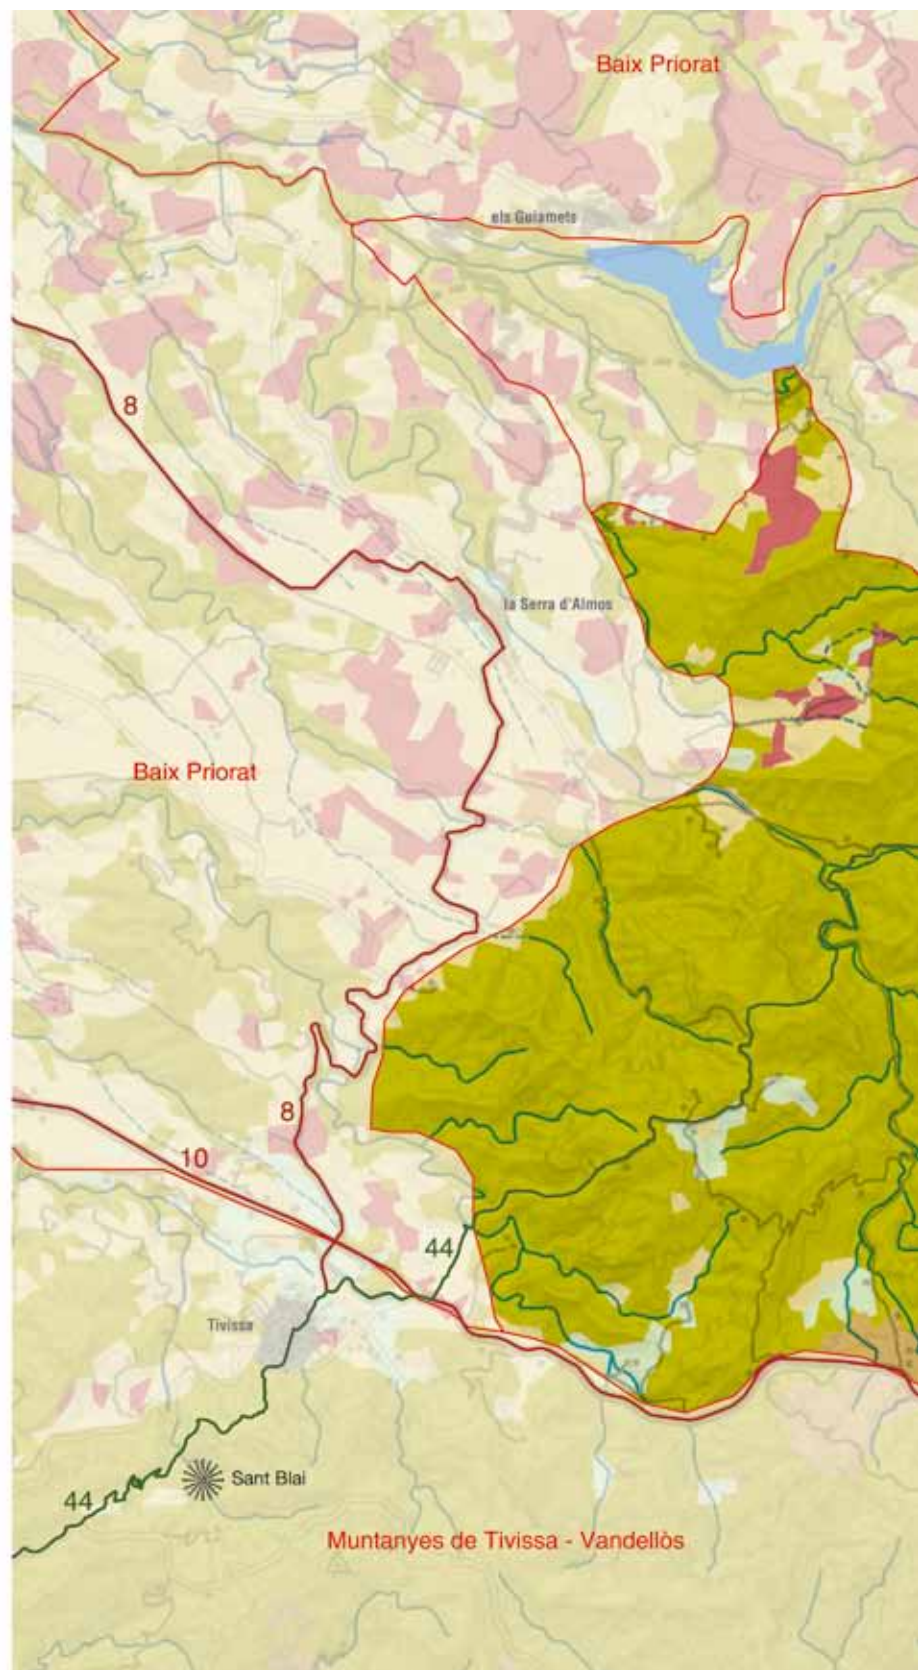 Baix Priorat
els Guiamets
8
la Serra d'Almos
Baix Priorat
8
10
44
Tivissa
Sant Blai
44
Muntanyes de Tivissa - Vandellòs